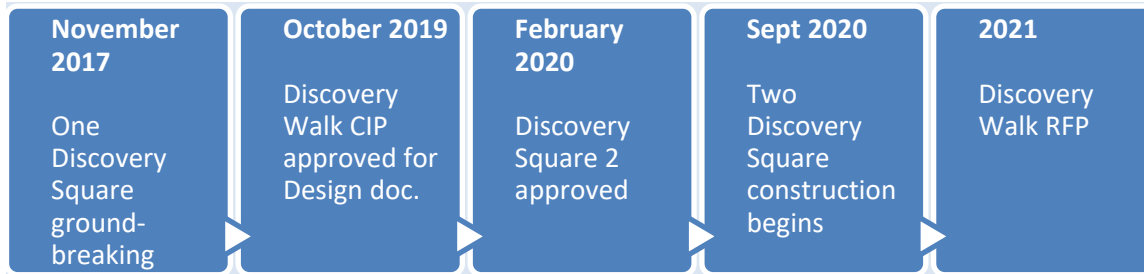 November
2017
One
Discovery
Square
ground-
breaking
October 2019
Discovery
Walk CIP
approved for
Design doc.
February
2020
Discovery
Square 2
approved
Sept 2020
Two
Discovery
Square
construction
begins
2021
Discovery
Walk RFP